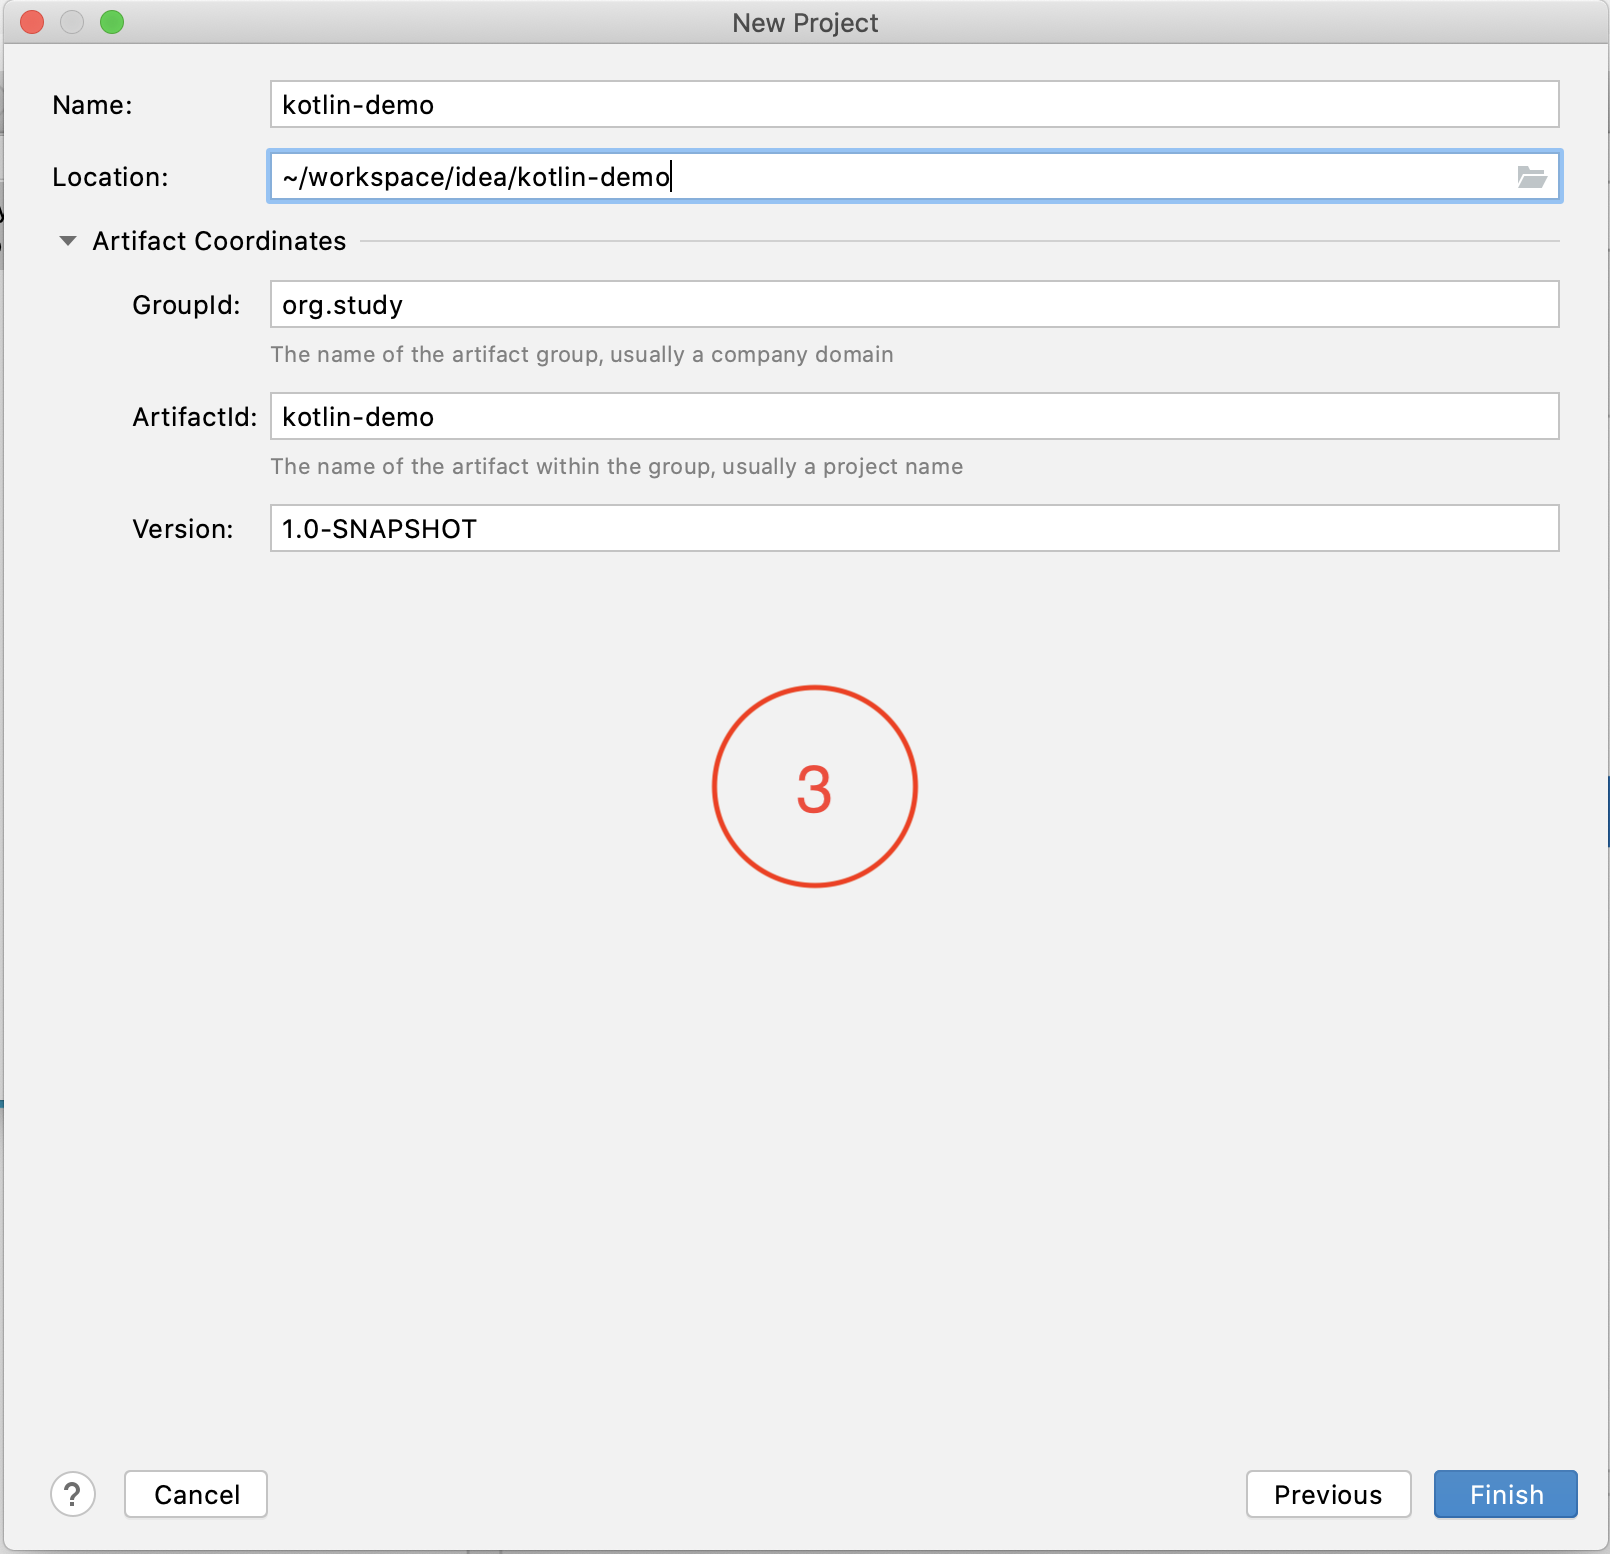 New Project
Name: kotlin-demo
Location: ~/workspace/idea/kotlin-demo
Artifact Coordinates
GroupId: org.study
The name of the artifact group, usually a company domain
ArtifactId: kotlin-demo
The name of the artifact within the group, usually a project name
Version: 1.0-SNAPSHOT
3
? Cancel Previous Finish